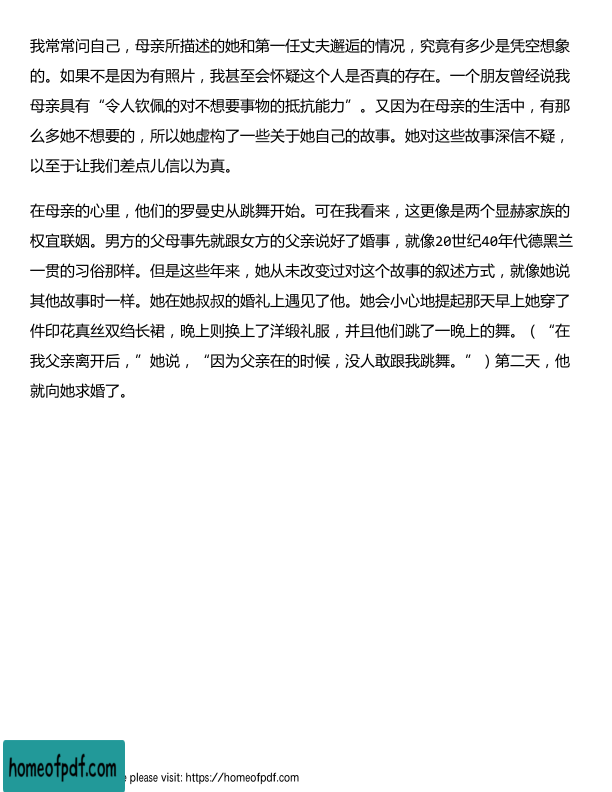 我常常问自己，母亲所描述的她和第一任丈夫邂逅的情况，究竟有多少是凭空想象
的。如果不是因为有照片，我甚至会怀疑这个人是否真的存在。一个朋友曾经说我
母亲具有“令人钦佩的对不想要事物的抵抗能力”。又因为在母亲的生活中，有那
么多她不想要的，所以她虚构了一些关于她自己的故事。她对这些故事深信不疑，
以至于让我们差点儿信以为真。
在母亲的心里，他们的罗曼史从跳舞开始。可在我看来，这更像是两个显赫家族的
权宜联姻。男方的父母事先就跟女方的父亲说好了婚事，就像20世纪40年代德黑兰
一贯的习俗那样。但是这些年来，她从未改变过对这个故事的叙述方式，就像她说
其他故事时一样。她在她叔叔的婚礼上遇见了他。她会小心地提起那天早上她穿了
件印花真丝双绉长裙，晚上则换上了洋缎礼服，并且他们跳了一晚上的舞。（“在
我父亲离开后，”她说，“因为父亲在的时候，没人敢跟我跳舞。”）第二天，他
就向她求婚了。
homeofpdf.com
e please visit: https://homeofpdf.com